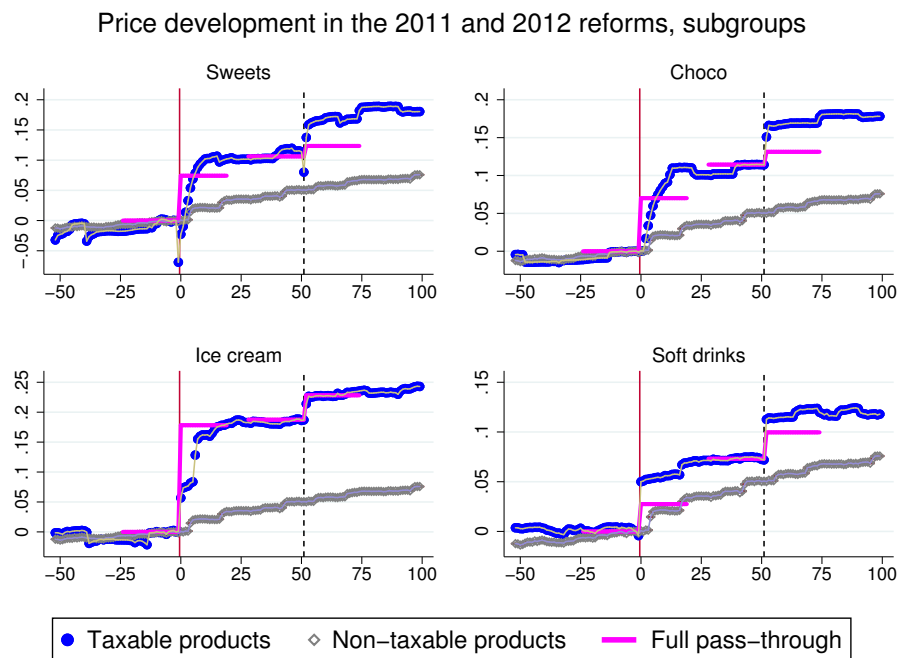 Price development in the 2011 and 2012 reforms, subgroups
Sweets
−.05 0 .05 .1 .15 .2
−50 −25 0 25 50 75 100
Choco
0 .05 .1 .15 .2
−50 −25 0 25 50 75 100
Ice cream
0 .05 .1 .15 .2 .25
−50 −25 0 25 50 75 100
Soft drinks
0 .05 .1 .15
−50 −25 0 25 50 75 100
Taxable products Non−taxable products Full pass−through